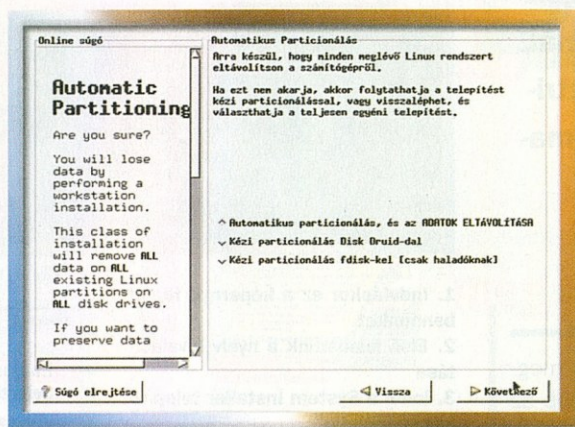 Online súgó
Automatic
Partitioning
Are you sure?
You will lose
data by
performing a
workstation
installation.
This class of
installation
will remove ALL
data on ALL
existing Linux
partitions on
ALL disk drives.
If you want to
preserve data
Automatikus Particionálás
Arra készül, hogy minden meglévő Linux rendszert
eltávolítson a számítógépről.
Ha ezt nem akarja, akkor folytathatja a telepítést
kézi particionálással, vagy visszaléphet, és
választhatja a teljesen egyéni telepítést.
Automatikus particionálás, és az ADATOK ELTÁVOLÍTÁSA
Kézi particionálás Disk Druid-dal
Kézi particionálás fdisk-kel [csak haladóknak]
Súgó elrejtése
Vissza
Következő